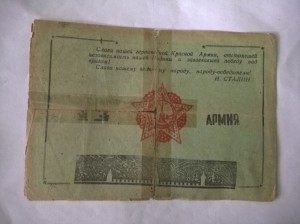 Слава нашей героической Красной Армии, отстоявшей
независимость нашей Родины и завоевавшей победу над
врагом!
Слава нашему великому народу, народу-победителю!
И. СТАЛИН
АРМИЯ